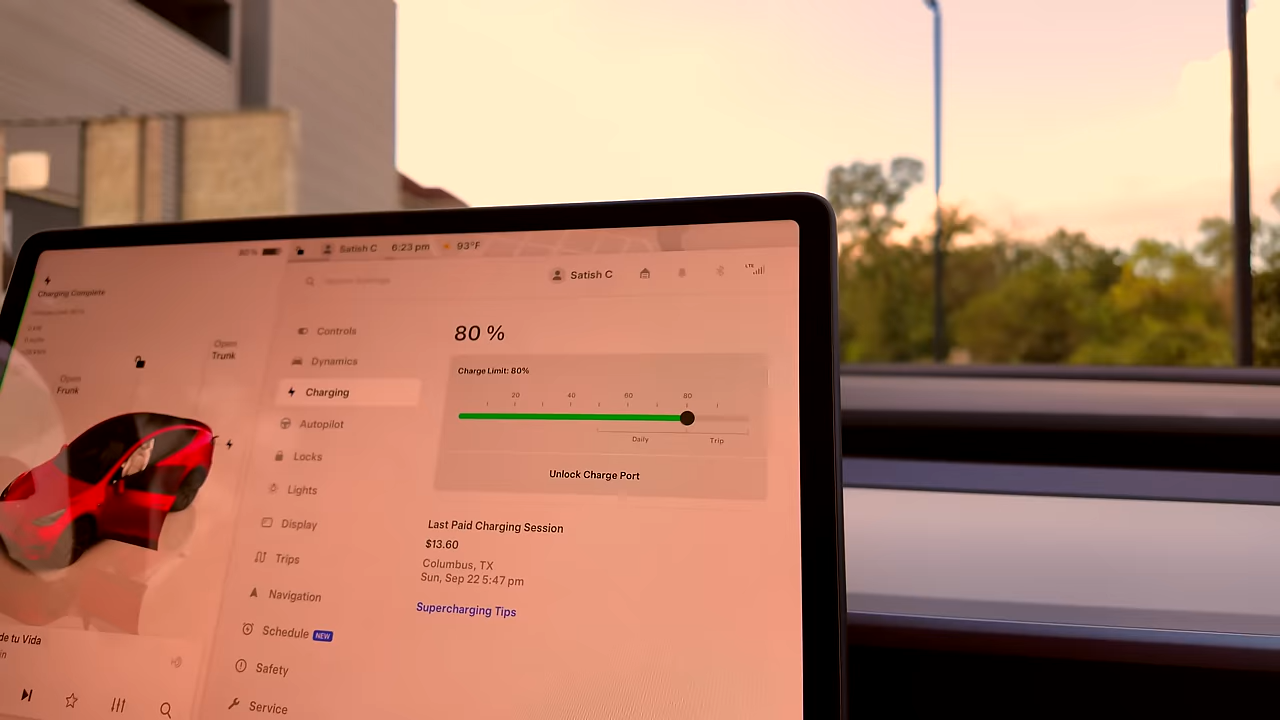 80 %
Satish C
6:23 pm
93°F
Charging Complete
Satish C
LTE
Open
Trunk
Open
Frunk
Controls
Dynamics
Charging
Autopilot
Locks
Lights
Display
Trips
Navigation
Schedule NEW
Safety
Service
80 %
Charge Limit: 80%
20 40 60 80
Daily Trip
Unlock Charge Port
Last Paid Charging Session
$13.60
Columbus, TX
Sun, Sep 22 5:47 pm
Supercharging Tips
de tu Vida
in